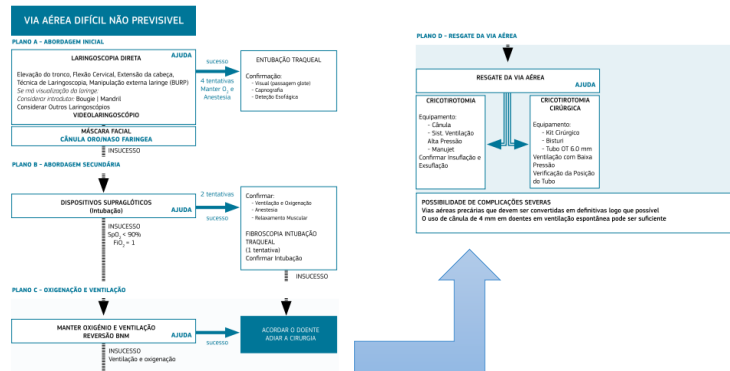 VIA AÉREA DIFÍCIL NÃO PREVISIVEL
PLANO A – ABORDAGEM INICIAL
LARINGOSCOPIA DIRETA
AJUDA
Elevação do tronco, Flexão Cervical, Extensão da cabeça,
Técnica de Laringoscopia, Manipulação externa laringe (BURP)
Se má visualização da laringe:
Considerar introdutor: Bougie | Mandril
Considerar Outros Laringoscópios
VIDEOLARINGOSCÓPIO
MÁSCARA FACIAL
CÂNULA ORO/NASO FARINGEA
INSUCESSO
sucesso
4 tentativas
Manter O2 e
Anestesia
ENTUBAÇÃO TRAQUEAL
Confirmação:
- Visual (passagem glote)
- Capnografia
- Deteção Esofágica
PLANO B – ABORDAGEM SECUNDÁRIA
DISPOSITIVOS SUPRAGLÓTICOS
(Intubação)
AJUDA
INSUCESSO
SpO2 < 90%
FiO2 = 1
2 tentativas
sucesso
Confirmar:
- Ventilação e Oxigenação
- Anestesia
- Relaxamento Muscular
FIBROSCOPIA INTUBAÇÃO
TRAQUEAL
(1 tentativa)
Confirmar Intubação
INSUCESSO
PLANO C – OXIGENAÇÃO E VENTILAÇÃO
MANTER OXIGÉNIO E VENTILAÇÃO
REVERSÃO BNM
AJUDA
INSUCESSO
Ventilação e oxigenação
sucesso
ACORDAR O DOENTE
ADIAR A CIRURGIA
PLANO D – RESGATE DA VIA AÉREA
RESGATE DA VIA AÉREA
AJUDA
CRICOTIROTOMIA
Equipamento:
- Cânula
- Sist. Ventilação
Alta Pressão
- Manujet
Confirmar Insuflação e
Exsuflação
CRICOTIROTOMIA
CIRÚRGICA
Equipamento:
- Kit Cirúrgico
- Bisturi
- Tubo OT 6.0 mm
Ventilação com Baixa
Pressão
Verificação da Posição
do Tubo
POSSIBILIDADE DE COMPLICAÇÕES SEVERAS
Vias aéreas precárias que devem ser convertidas em definitivas logo que possível
O uso de cânula de 4 mm em doentes em ventilação espontânea pode ser suficiente